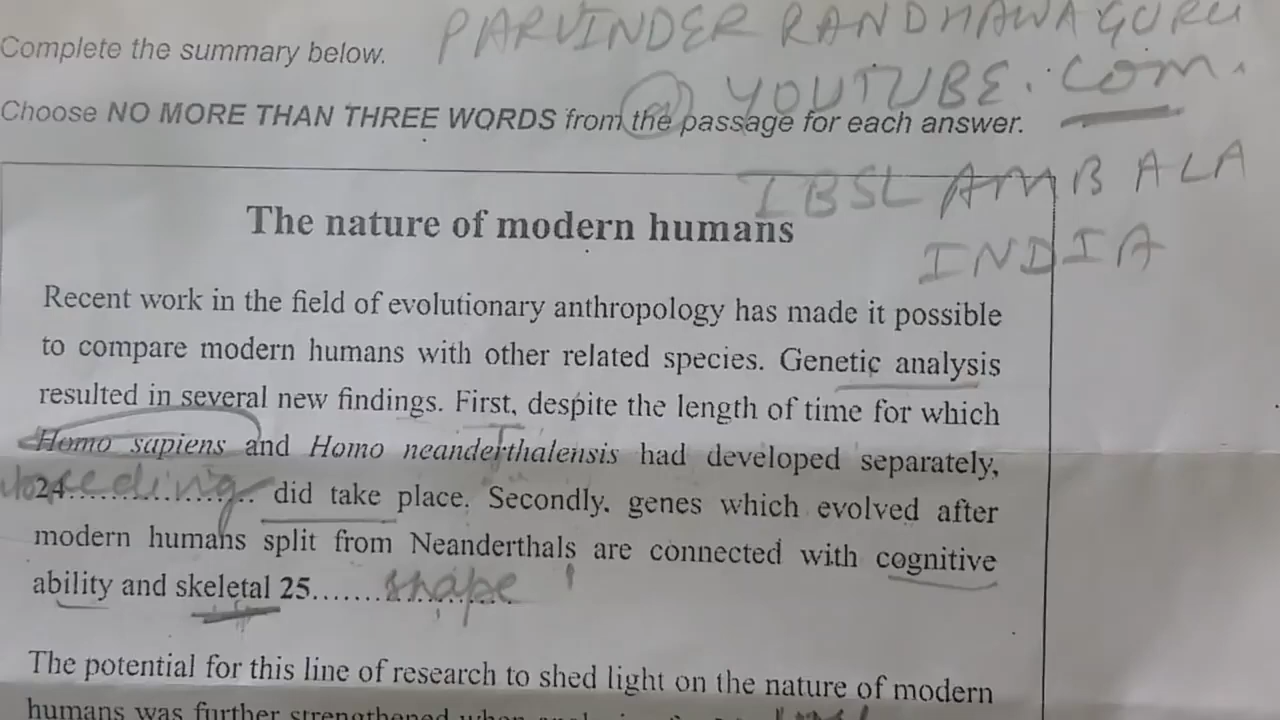 PARVINDER RANDHAWA GURU
Complete the summary below.
@ YOUTUBE.COM.
Choose NO MORE THAN THREE WORDS from the passage for each answer.
IBSL AMBALA
The nature of modern humans
INDIA
Recent work in the field of evolutionary anthropology has made it possible
to compare modern humans with other related species. Genetic analysis
resulted in several new findings. First, despite the length of time for which
Homo sapiens and Homo neanderthalensis had developed separately,
24.................. did take place. Secondly. genes which evolved after
modern humans split from Neanderthals are connected with cognitive
ability and skeletal 25.................. shape
The potential for this line of research to shed light on the nature of modern
humans was further strengthened when